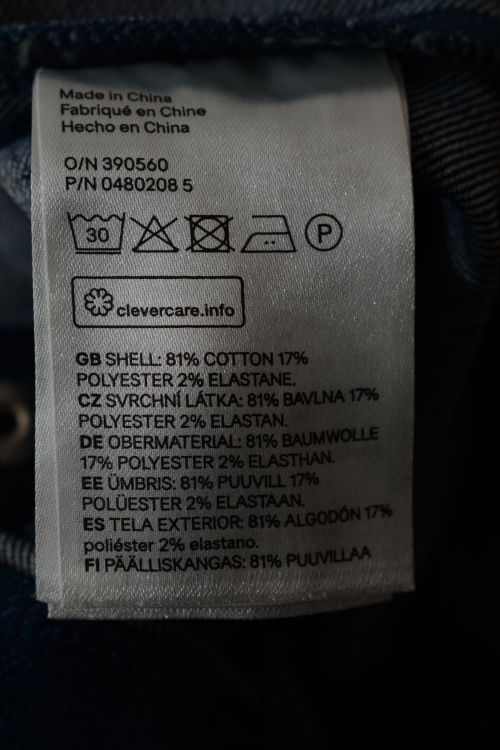 Made in China
Fabriqué en Chine
Hecho en China
O/N 390560
P/N 0480208 5
30 P
clevercare.info
GB SHELL: 81% COTTON 17%
POLYESTER 2% ELASTANE.
CZ SVRCHNÍ LÁTKA: 81% BAVLNA 17%
POLYESTER 2% ELASTAN.
DE OBERMATERIAL: 81% BAUMWOLLE
17% POLYESTER 2% ELASTHAN.
EE ÜMBRIS: 81% PUUVILL 17%
POLÜESTER 2% ELASTAAN.
ES TELA EXTERIOR: 81% ALGODÓN 17%
poliéster 2% elastano.
FI PÄÄLLISKANGAS: 81% PUUVILLAA